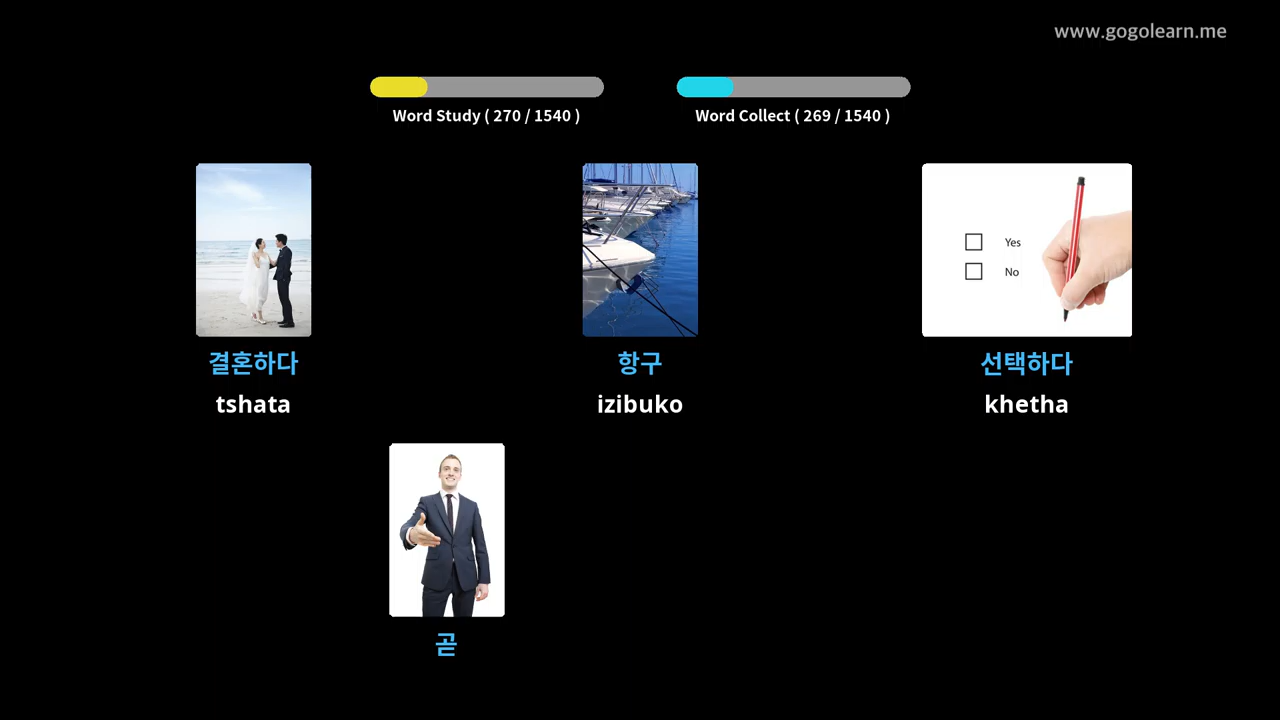 www.gogolearn.me
Word Study ( 270 / 1540 )
Word Collect ( 269 / 1540 )
Yes
No
결혼하다
항구
선택하다
tshata
izibuko
khetha
곧